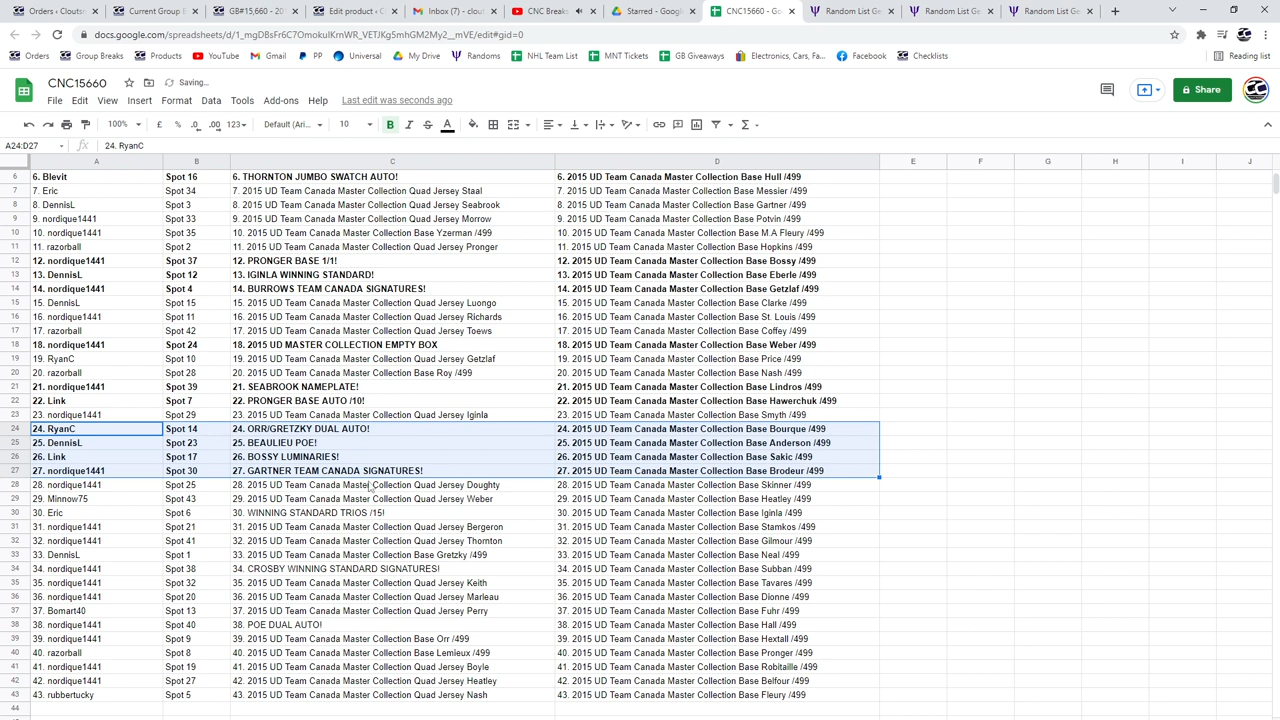 Orders ‹ Cloutsn
Current Group B
GB#15,660 - 20
Edit product ‹ C
Inbox (7) - clouts
CNC Breaks
Starred - Google
CNC15660 - Go
Random List Ge
Random List Ge
Random List Ge
docs.google.com/spreadsheets/d/1_mgDBsFr6C7OmokuIKrnWR_VETJKg5mhGM2My2__mVE/edit#gid=0
Orders
Group Breaks
Products
YouTube
Gmail
PP
Universal
My Drive
Randoms
NHL Team List
MNT Tickets
GB Giveaways
Electronics, Cars, Fa...
Facebook
Checklists
Reading list
CNC15660
Saving...
File
Edit
View
Insert
Format
Data
Tools
Add-ons
Help
Last edit was seconds ago
Share
100%
£
%
.0
.00
123
Default (Ari...
10
B
I
S
A
A24:D27
fx
24. RyanC
A
B
C
D
E
F
G
H
I
J
6 6. Blevit Spot 16 6. THORNTON JUMBO SWATCH AUTO! 6. 2015 UD Team Canada Master Collection Base Hull /499
7 7. Eric Spot 34 7. 2015 UD Team Canada Master Collection Quad Jersey Staal 7. 2015 UD Team Canada Master Collection Base Messier /499
8 8. DennisL Spot 3 8. 2015 UD Team Canada Master Collection Quad Jersey Seabrook 8. 2015 UD Team Canada Master Collection Base Gartner /499
9 9. nordique1441 Spot 33 9. 2015 UD Team Canada Master Collection Quad Jersey Morrow 9. 2015 UD Team Canada Master Collection Base Potvin /499
10 10. nordique1441 Spot 35 10. 2015 UD Team Canada Master Collection Base Yzerman /499 10. 2015 UD Team Canada Master Collection Base M.A Fleury /499
11 11. razorball Spot 2 11. 2015 UD Team Canada Master Collection Quad Jersey Pronger 11. 2015 UD Team Canada Master Collection Base Hopkins /499
12 12. nordique1441 Spot 37 12. PRONGER BASE 1/1! 12. 2015 UD Team Canada Master Collection Base Bossy /499
13 13. DennisL Spot 12 13. IGINLA WINNING STANDARD! 13. 2015 UD Team Canada Master Collection Base Eberle /499
14 14. nordique1441 Spot 4 14. BURROWS TEAM CANADA SIGNATURES! 14. 2015 UD Team Canada Master Collection Base Getzlaf /499
15 15. DennisL Spot 15 15. 2015 UD Team Canada Master Collection Quad Jersey Luongo 15. 2015 UD Team Canada Master Collection Base Clarke /499
16 16. nordique1441 Spot 11 16. 2015 UD Team Canada Master Collection Quad Jersey Richards 16. 2015 UD Team Canada Master Collection Base St. Louis /499
17 17. razorball Spot 42 17. 2015 UD Team Canada Master Collection Quad Jersey Toews 17. 2015 UD Team Canada Master Collection Base Coffey /499
18 18. nordique1441 Spot 24 18. 2015 UD MASTER COLLECTION EMPTY BOX 18. 2015 UD Team Canada Master Collection Base Weber /499
19 19. RyanC Spot 10 19. 2015 UD Team Canada Master Collection Quad Jersey Getzlaf 19. 2015 UD Team Canada Master Collection Base Price /499
20 20. razorball Spot 28 20. 2015 UD Team Canada Master Collection Base Roy /499 20. 2015 UD Team Canada Master Collection Base Nash /499
21 21. nordique1441 Spot 39 21. SEABROOK NAMEPLATE! 21. 2015 UD Team Canada Master Collection Base Lindros /499
22 22. Link Spot 7 22. PRONGER BASE AUTO /10! 22. 2015 UD Team Canada Master Collection Base Hawerchuk /499
23 23. nordique1441 Spot 29 23. 2015 UD Team Canada Master Collection Quad Jersey Iginla 23. 2015 UD Team Canada Master Collection Base Smyth /499
24 24. RyanC Spot 14 24. ORR/GRETZKY DUAL AUTO! 24. 2015 UD Team Canada Master Collection Base Bourque /499
25 25. DennisL Spot 23 25. BEAULIEU POE! 25. 2015 UD Team Canada Master Collection Base Anderson /499
26 26. Link Spot 17 26. BOSSY LUMINARIES! 26. 2015 UD Team Canada Master Collection Base Sakic /499
27 27. nordique1441 Spot 30 27. GARTNER TEAM CANADA SIGNATURES! 27. 2015 UD Team Canada Master Collection Base Brodeur /499
28 28. nordique1441 Spot 25 28. 2015 UD Team Canada Master Collection Quad Jersey Doughty 28. 2015 UD Team Canada Master Collection Base Skinner /499
29 29. Minnow75 Spot 43 29. 2015 UD Team Canada Master Collection Quad Jersey Weber 29. 2015 UD Team Canada Master Collection Base Heatley /499
30 30. Eric Spot 6 30. WINNING STANDARD TRIOS /15! 30. 2015 UD Team Canada Master Collection Base Iginla /499
31 31. nordique1441 Spot 21 31. 2015 UD Team Canada Master Collection Quad Jersey Bergeron 31. 2015 UD Team Canada Master Collection Base Stamkos /499
32 32. nordique1441 Spot 41 32. 2015 UD Team Canada Master Collection Quad Jersey Thornton 32. 2015 UD Team Canada Master Collection Base Gilmour /499
33 33. DennisL Spot 1 33. 2015 UD Team Canada Master Collection Base Gretzky /499 33. 2015 UD Team Canada Master Collection Base Neal /499
34 34. nordique1441 Spot 38 34. CROSBY WINNING STANDARD SIGNATURES! 34. 2015 UD Team Canada Master Collection Base Subban /499
35 35. nordique1441 Spot 32 35. 2015 UD Team Canada Master Collection Quad Jersey Keith 35. 2015 UD Team Canada Master Collection Base Tavares /499
36 36. nordique1441 Spot 20 36. 2015 UD Team Canada Master Collection Quad Jersey Marleau 36. 2015 UD Team Canada Master Collection Base Dionne /499
37 37. Bomart40 Spot 13 37. 2015 UD Team Canada Master Collection Quad Jersey Perry 37. 2015 UD Team Canada Master Collection Base Fuhr /499
38 38. nordique1441 Spot 40 38. POE DUAL AUTO! 38. 2015 UD Team Canada Master Collection Base Hall /499
39 39. nordique1441 Spot 9 39. 2015 UD Team Canada Master Collection Base Orr /499 39. 2015 UD Team Canada Master Collection Base Hextall /499
40 40. razorball Spot 8 40. 2015 UD Team Canada Master Collection Base Lemieux /499 40. 2015 UD Team Canada Master Collection Base Pronger /499
41 41. nordique1441 Spot 19 41. 2015 UD Team Canada Master Collection Quad Jersey Boyle 41. 2015 UD Team Canada Master Collection Base Robitaille /499
42 42. nordique1441 Spot 27 42. 2015 UD Team Canada Master Collection Quad Jersey Heatley 42. 2015 UD Team Canada Master Collection Base Belfour /499
43 43. rubbertucky Spot 5 43. 2015 UD Team Canada Master Collection Quad Jersey Nash 43. 2015 UD Team Canada Master Collection Base Fleury /499
44